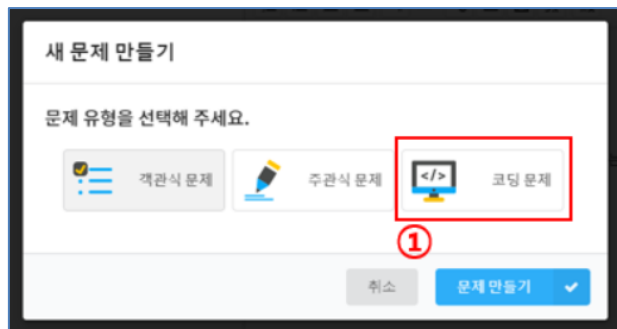 새 문제 만들기
문제 유형을 선택해 주세요.
객관식 문제 주관식 문제 </> 코딩 문제
①
취소 문제 만들기